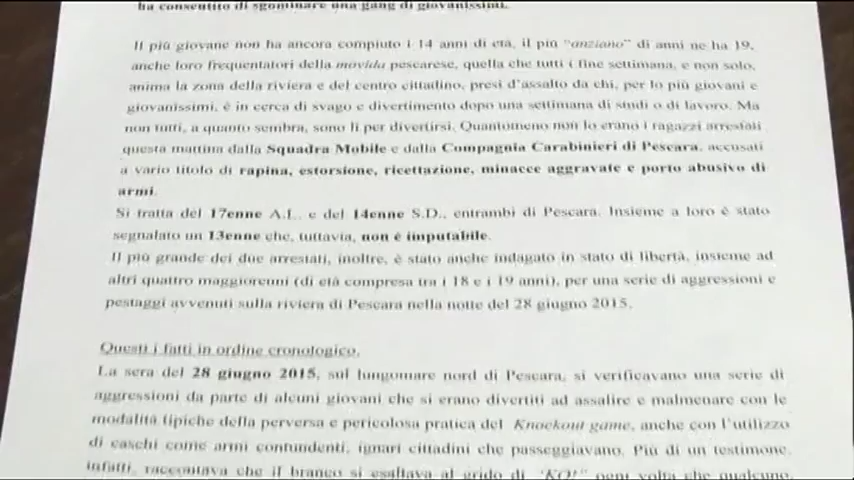 ha consentito di sgominare una gang di giovanissimi.
Il più giovane non ha ancora compiuto i 14 anni di età, il più "anziano" di anni ne ha 19,
anche loro frequentatori della movida pescarese, quella che tutti i fine settimana, e non solo,
anima la zona della riviera e del centro cittadino, presi d'assalto da chi, per lo più giovani e
giovanissimi, è in cerca di svago e divertimento dopo una settimana di studi o di lavoro. Ma
non tutti, a quanto sembra, sono lì per divertirsi. Quantomeno non lo erano i ragazzi arrestati
questa mattina dalla Squadra Mobile e dalla Compagnia Carabinieri di Pescara, accusati
a vario titolo di rapina, estorsione, ricettazione, minacce aggravate e porto abusivo di
armi.
Si tratta del 17enne A.L. e del 14enne S.D., entrambi di Pescara. Insieme a loro è stato
segnalato un 13enne che, tuttavia, non è imputabile.
Il più grande dei due arrestati, inoltre, è stato anche indagato in stato di libertà, insieme ad
altri quattro maggiorenni (di età compresa tra i 18 e i 19 anni), per una serie di aggressioni e
pestaggi avvenuti sulla riviera di Pescara nella notte del 28 giugno 2015.
Questi i fatti in ordine cronologico.
La sera del 28 giugno 2015, sul lungomare nord di Pescara, si verificavano una serie di
aggressioni da parte di alcuni giovani che si erano divertiti ad assalire e malmenare con le
modalità tipiche della perversa e pericolosa pratica del Knockout game, anche con l'utilizzo
di caschi come armi contundenti, ignari cittadini che passeggiavano. Più di un testimone,
infatti, raccontava che il branco si esaltava al grido di "KO!" ogni volta che qualcuno,